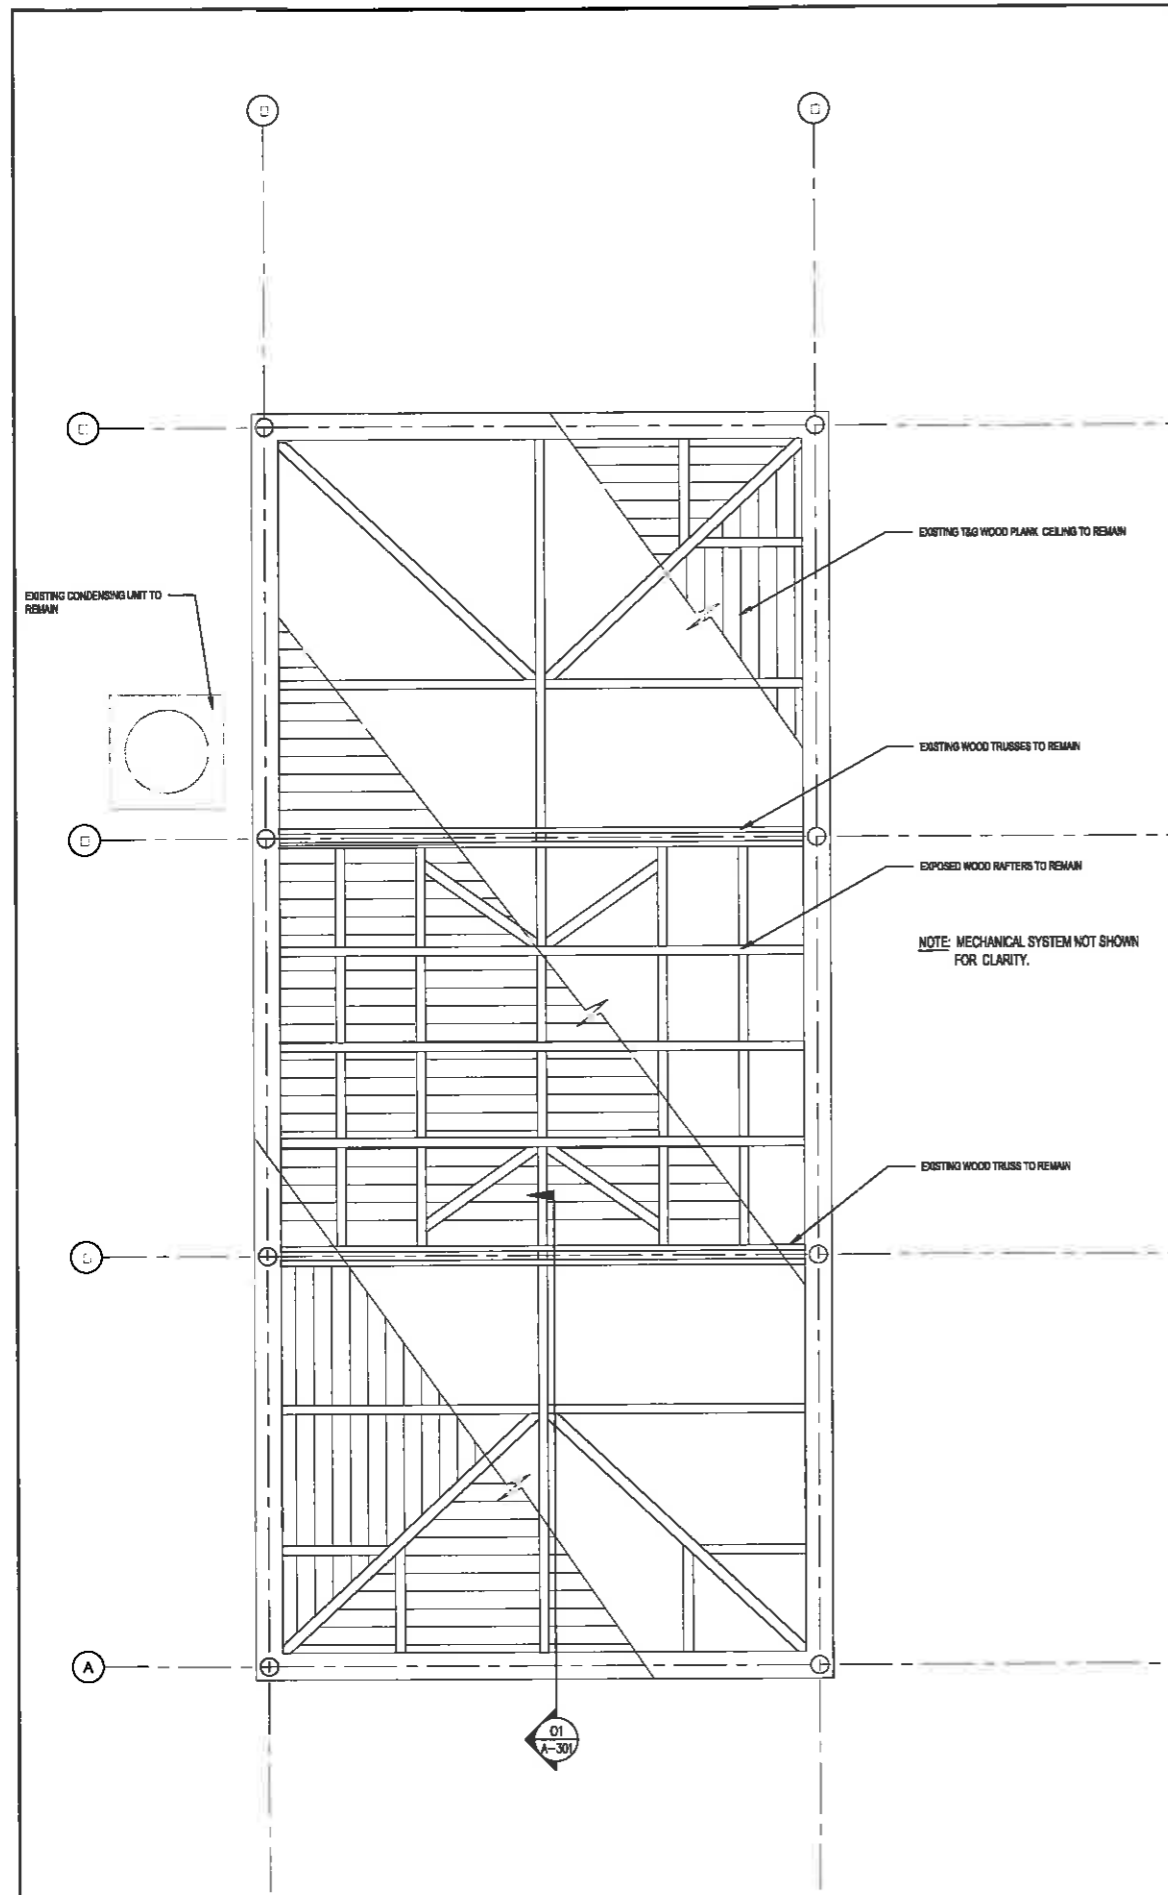 EXISTING T&G WOOD PLANK CEILING TO REMAIN
EXISTING CONDENSING UNIT TO
REMAIN
EXISTING WOOD TRUSSES TO REMAIN
EXPOSED WOOD RAFTERS TO REMAIN
NOTE: MECHANICAL SYSTEM NOT SHOWN
FOR CLARITY.
EXISTING WOOD TRUSS TO REMAIN
A
01
A-301